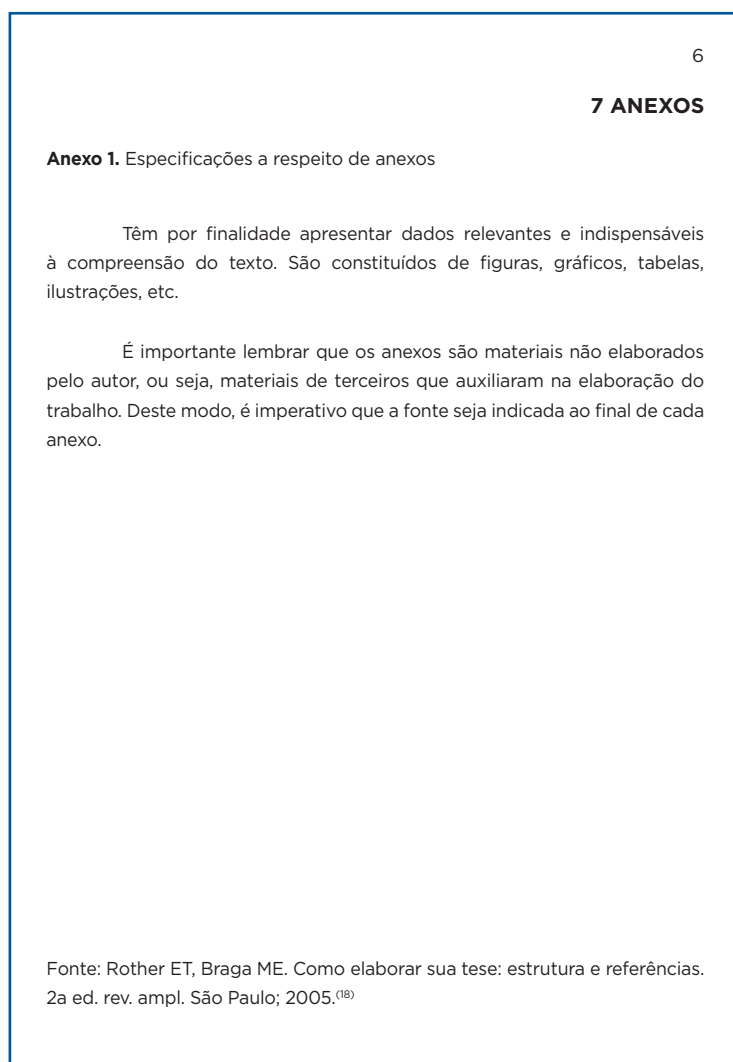 6
7 ANEXOS
Anexo 1. Especificações a respeito de anexos
Têm por finalidade apresentar dados relevantes e indispensáveis
à compreensão do texto. São constituídos de figuras, gráficos, tabelas,
ilustrações, etc.
É importante lembrar que os anexos são materiais não elaborados
pelo autor, ou seja, materiais de terceiros que auxiliaram na elaboração do
trabalho. Deste modo, é imperativo que a fonte seja indicada ao final de cada
anexo.
Fonte: Rother ET, Braga ME. Como elaborar sua tese: estrutura e referências.
2a ed. rev. ampl. São Paulo; 2005.(18)